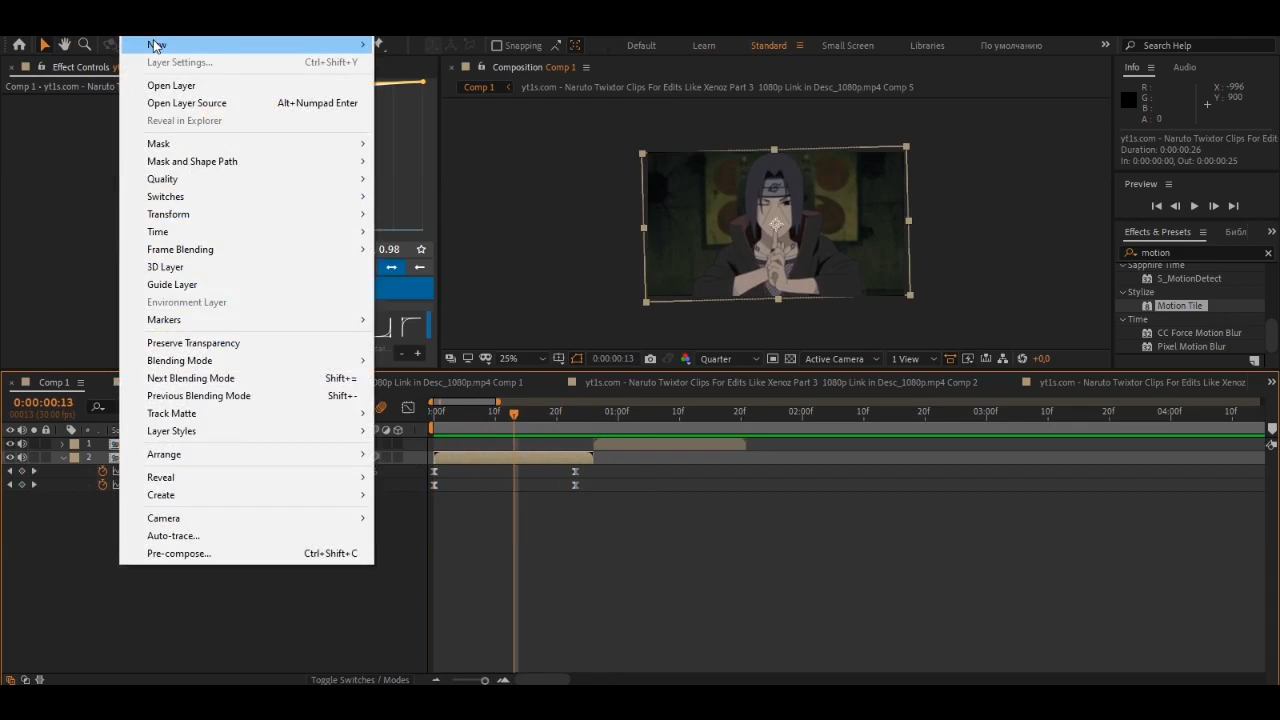 New
Snapping
Default
Learn
Standard
Small Screen
Libraries
По умолчанию
Search Help
Layer Settings... Ctrl+Shift+Y
Open Layer
Open Layer Source Alt+Numpad Enter
Reveal in Explorer
Mask
Mask and Shape Path
Quality
Switches
Transform
Time
Frame Blending
3D Layer
Guide Layer
Environment Layer
Markers
Preserve Transparency
Blending Mode
Next Blending Mode Shift+=
Previous Blending Mode Shift+-
Track Matte
Layer Styles
Arrange
Reveal
Create
Camera
Auto-trace...
Pre-compose... Ctrl+Shift+C
Effect Controls
Comp 1 • Naruto T
0.98
Composition Comp 1
Comp 1
yt1s.com - Naruto Twixtor Clips For Edits Like Xenoz Part 3 1080p Link in Desc_1080p.mp4 Comp 5
25%
0:00:00:13
Quarter
Active Camera
1 View
+0,0
Info
Audio
R :
G :
B :
A : 0
X : -996
Y : 900
yt1s.com - Naruto Twixtor Clips For Edit
Duration: 0:00:00:26
In: 0:00:00:00, Out: 0:00:00:25
Preview
Effects & Presets
Библ
motion
Sapphire Time
S_MotionDetect
Stylize
Motion Tile
Time
CC Force Motion Blur
Pixel Motion Blur
Comp 1
080p Link in Desc_1080p.mp4 Comp 1
yt1s.com - Naruto Twixtor Clips For Edits Like Xenoz Part 3 1080p Link in Desc_1080p.mp4 Comp 2
yt1s.com - Naruto Twixtor Clips For Edits Like Xenoz
0:00:00:13
00013 (30.00 fps)
:00f 10f 20f 01:00f 10f 20f 02:00f 10f 20f 03:00f 10f 20f 04:00f 10f
#
1
2
Toggle Switches / Modes